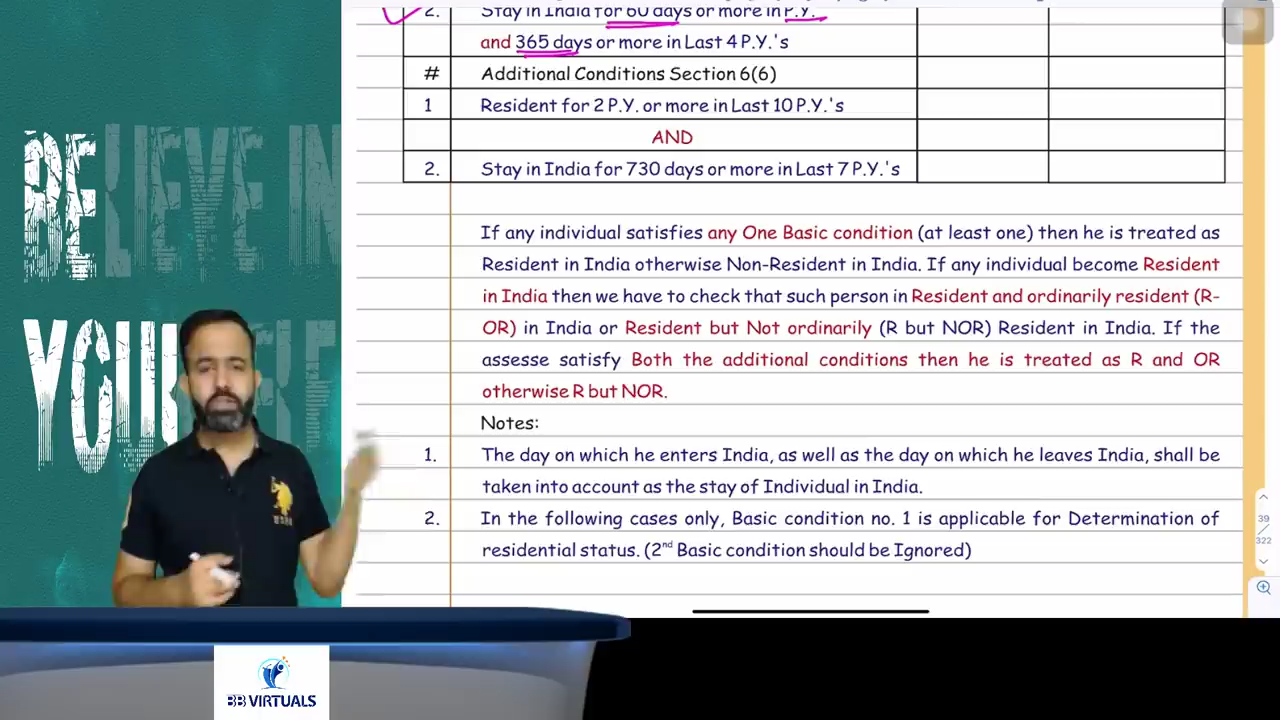 2. Stay in India for 60 days or more in P.Y.
and 365 days or more in Last 4 P.Y.'s
# Additional Conditions Section 6(6)
1 Resident for 2 P.Y. or more in Last 10 P.Y.'s
AND
2. Stay in India for 730 days or more in Last 7 P.Y.'s
If any individual satisfies any One Basic condition (at least one) then he is treated as
Resident in India otherwise Non-Resident in India. If any individual become Resident
in India then we have to check that such person in Resident and ordinarily resident (R-
OR) in India or Resident but Not ordinarily (R but NOR) Resident in India. If the
assesse satisfy Both the additional conditions then he is treated as R and OR
otherwise R but NOR.
Notes:
1. The day on which he enters India, as well as the day on which he leaves India, shall be
taken into account as the stay of Individual in India.
2. In the following cases only, Basic condition no. 1 is applicable for Determination of
residential status. (2nd Basic condition should be Ignored)
39
322
BELIEVE IN
BB VIRTUALS